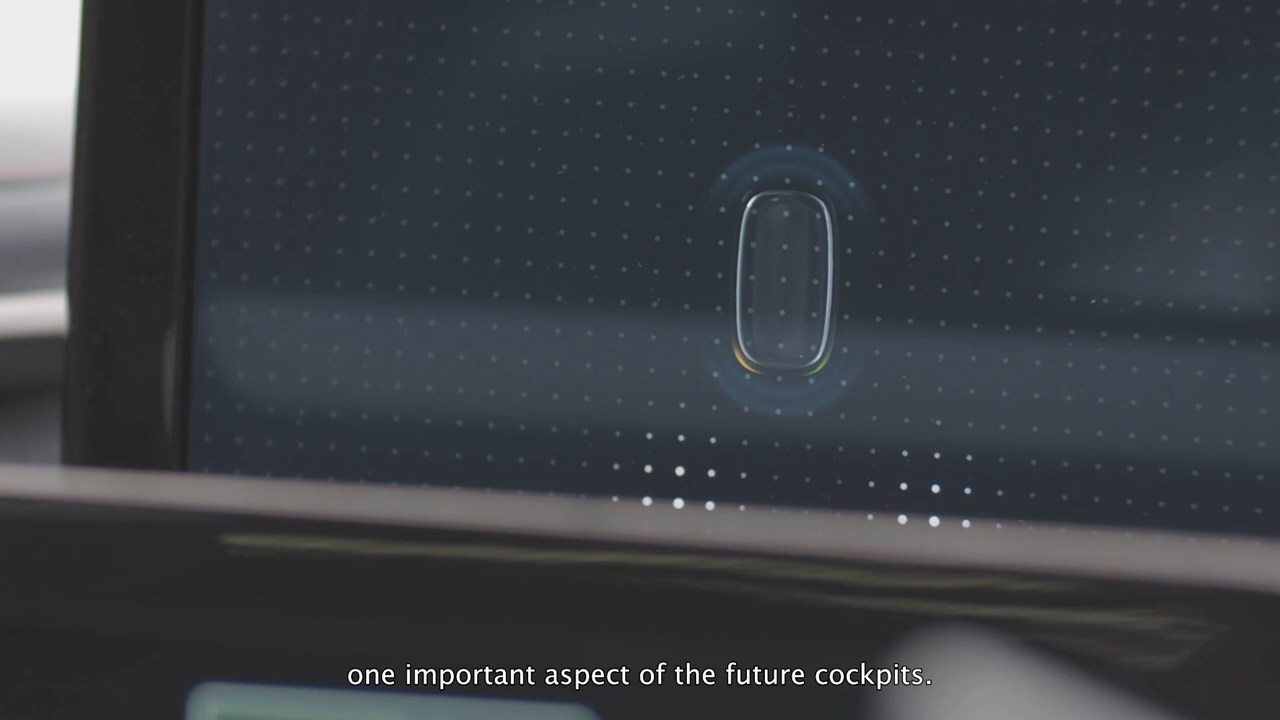 one important aspect of the future cockpits.